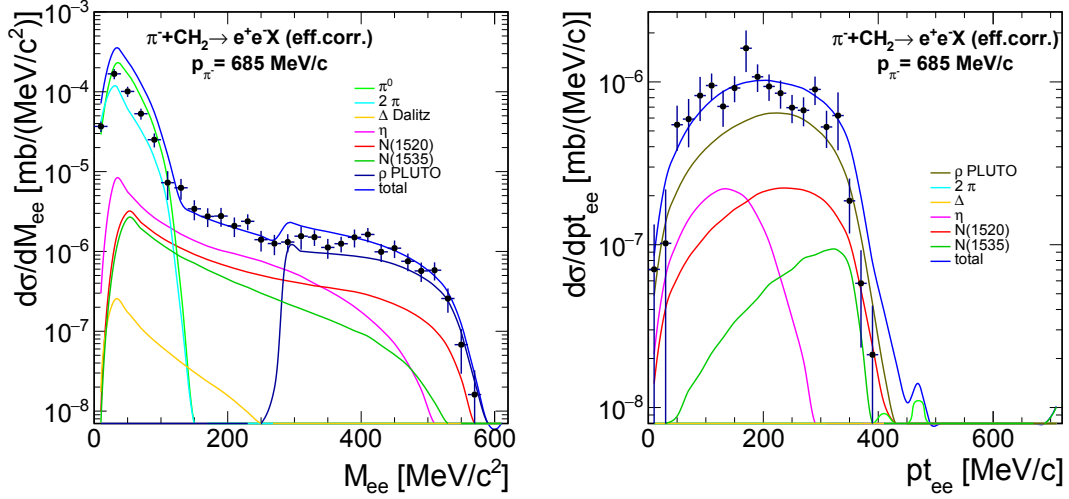 π⁻+CH₂→ e⁺e⁻X (eff.corr.)
p_π⁻ = 685 MeV/c
π⁰
2 π
Δ Dalitz
η
N(1520)
N(1535)
ρ PLUTO
total
dσ/dM_ee [mb/(MeV/c²)]
10⁻³
10⁻⁴
10⁻⁵
10⁻⁶
10⁻⁷
10⁻⁸
0 200 400 600
M_ee [MeV/c²]
π⁻+CH₂→ e⁺e⁻X (eff.corr.)
p_π⁻ = 685 MeV/c
ρ PLUTO
2 π
Δ
η
N(1520)
N(1535)
total
dσ/dpt_ee [mb/(MeV/c)]
10⁻⁶
10⁻⁷
10⁻⁸
0 200 400 600
pt_ee [MeV/c]